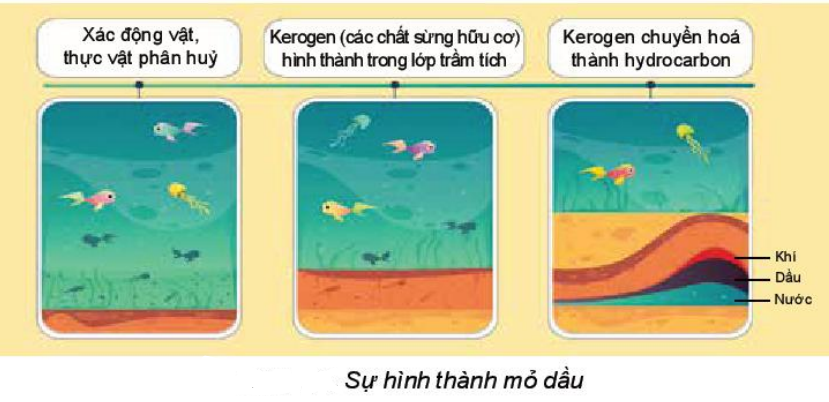 Xác động vật,
thực vật phân huỷ
Kerogen (các chất sừng hữu cơ)
hình thành trong lớp trầm tích
Kerogen chuyển hoá
thành hydrocarbon
Khí
Dầu
Nước
Sự hình thành mỏ dầu